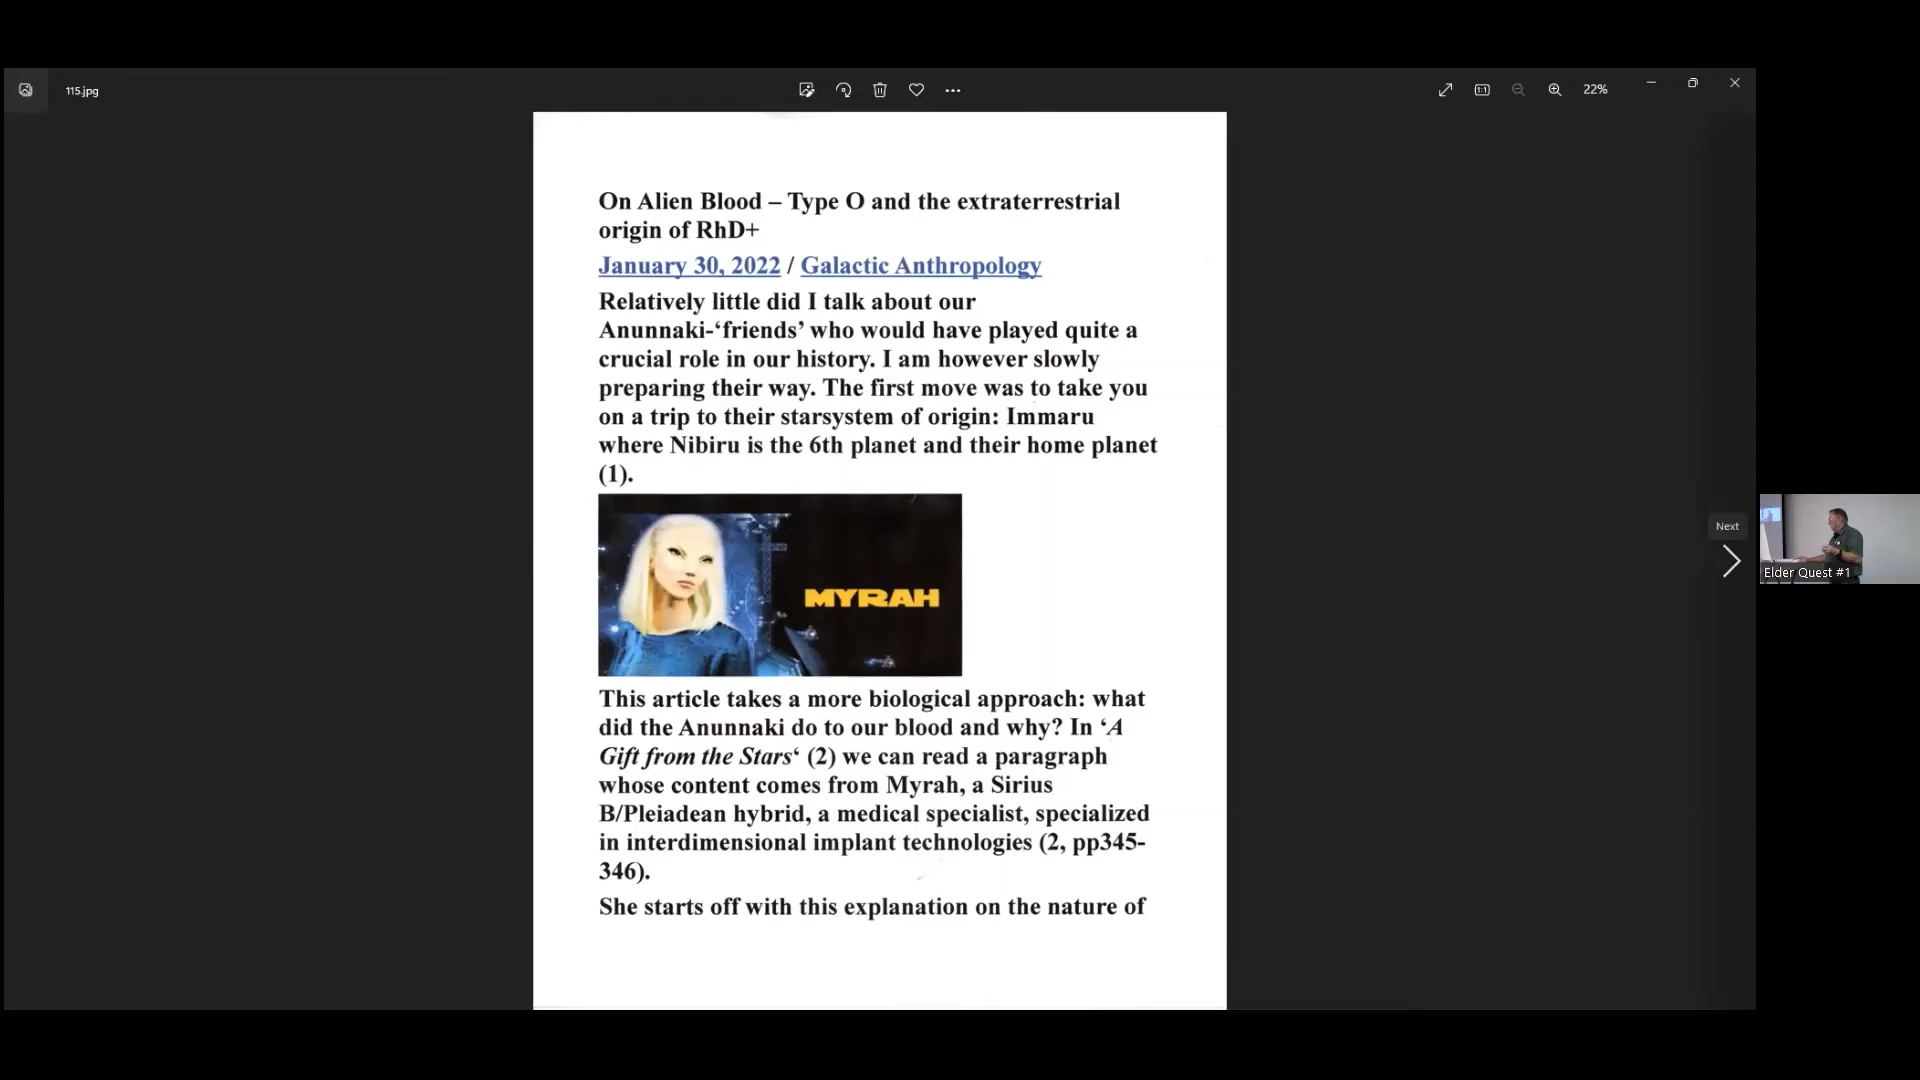 115.jpg
22%
On Alien Blood – Type O and the extraterrestrial
origin of RhD+
January 30, 2022 / Galactic Anthropology
Relatively little did I talk about our
Anunnaki-‘friends’ who would have played quite a
crucial role in our history. I am however slowly
preparing their way. The first move was to take you
on a trip to their starsystem of origin: Immaru
where Nibiru is the 6th planet and their home planet
(1).
MYRAH
This article takes a more biological approach: what
did the Anunnaki do to our blood and why? In ‘A
Gift from the Stars‘ (2) we can read a paragraph
whose content comes from Myrah, a Sirius
B/Pleiadean hybrid, a medical specialist, specialized
in interdimensional implant technologies (2, pp345-
346).
She starts off with this explanation on the nature of
Next
Elder Quest #1